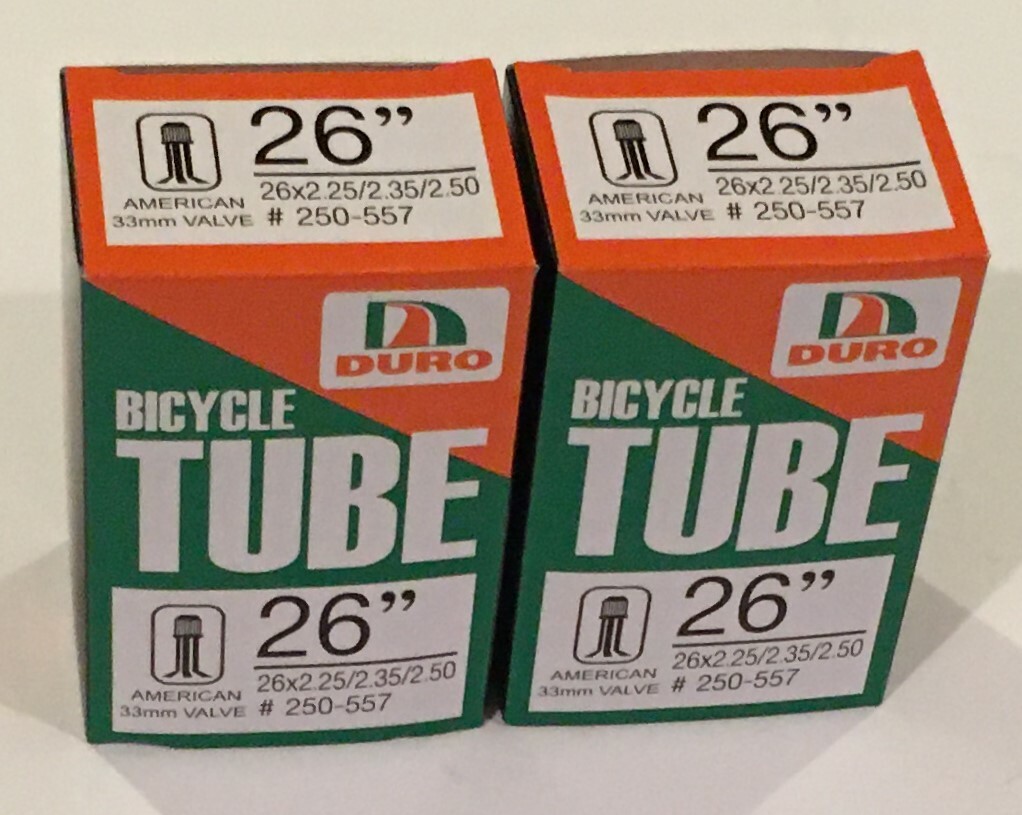 26”
26x2.25/2.35/2.50
AMERICAN
33mm VALVE # 250-557
DURO
BICYCLE
TUBE
26”
26x2.25/2.35/2.50
AMERICAN
33mm VALVE # 250-557
26”
26x2.25/2.35/2.50
AMERICAN
33mm VALVE # 250-557
DURO
BICYCLE
TUBE
26”
26x2.25/2.35/2.50
AMERICAN
33mm VALVE # 250-557